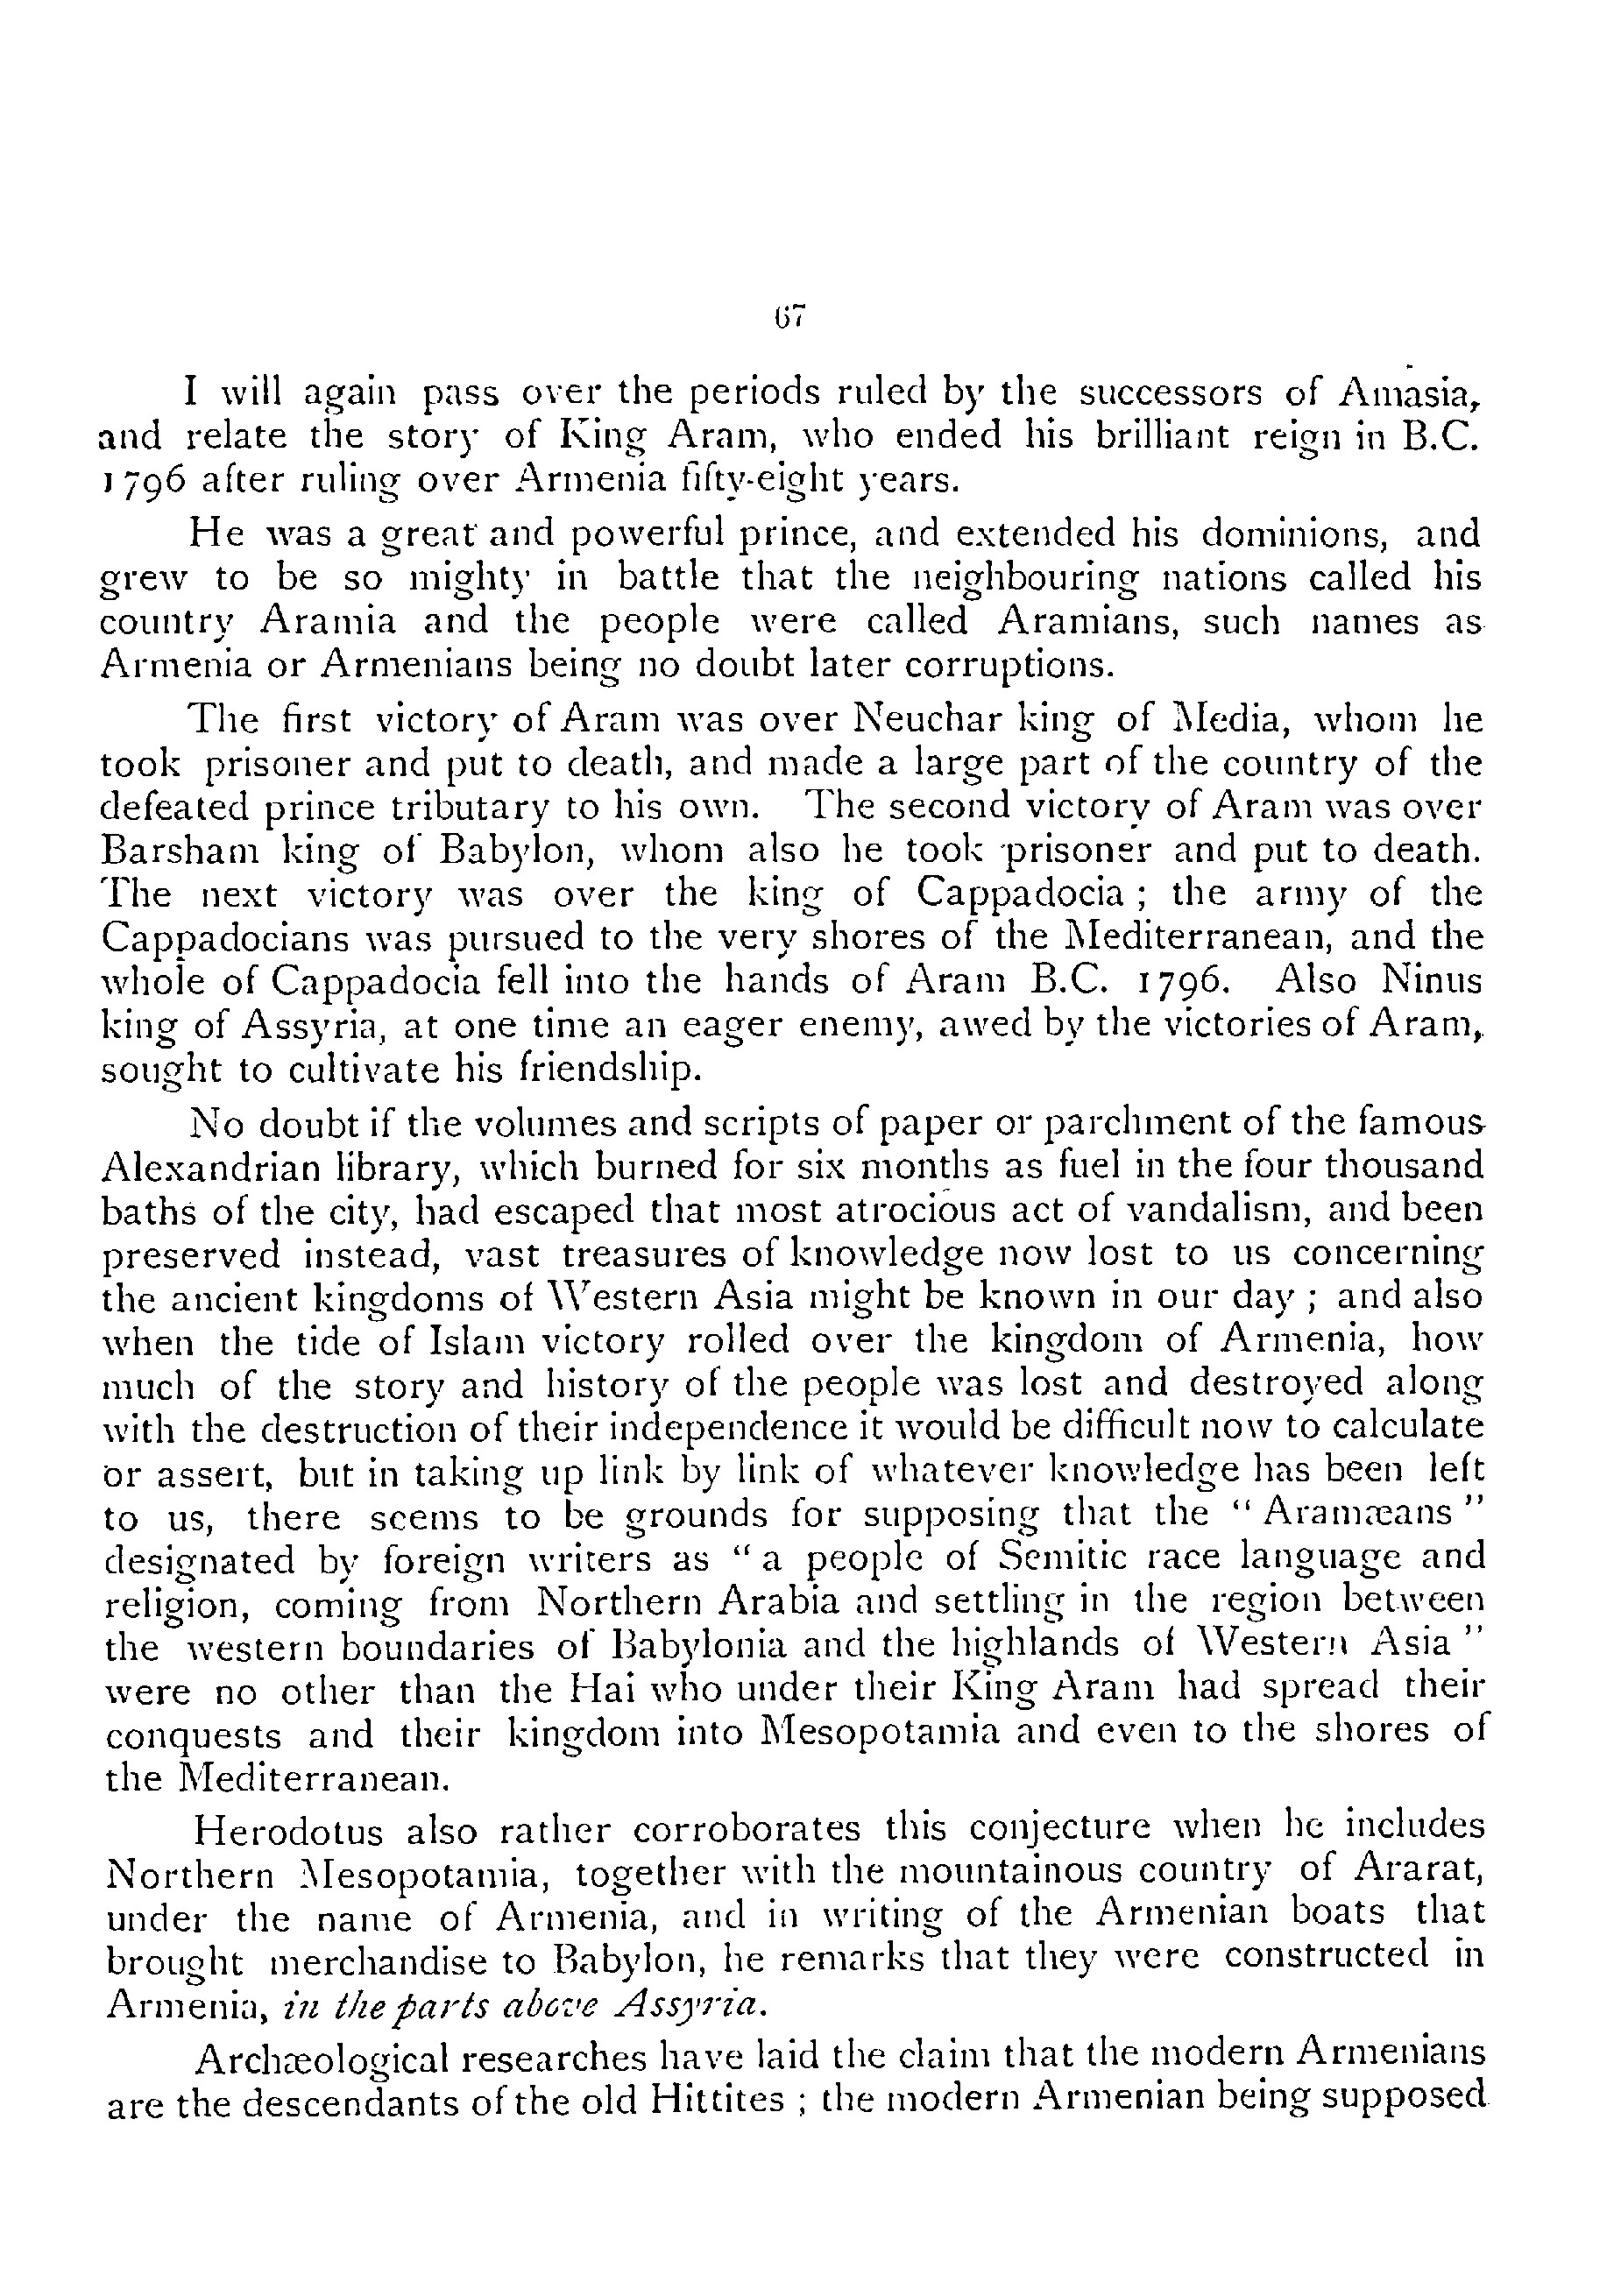 67
I will again pass over the periods ruled by the successors of Amasia,
and relate the story of King Aram, who ended his brilliant reign in B.C.
1796 after ruling over Armenia fifty-eight years.
He was a great and powerful prince, and extended his dominions, and
grew to be so mighty in battle that the neighbouring nations called his
country Aramia and the people were called Aramians, such names as
Armenia or Armenians being no doubt later corruptions.
The first victory of Aram was over Neuchar king of Media, whom he
took prisoner and put to death, and made a large part of the country of the
defeated prince tributary to his own. The second victory of Aram was over
Barsham king of Babylon, whom also he took prisoner and put to death.
The next victory was over the king of Cappadocia ; the army of the
Cappadocians was pursued to the very shores of the Mediterranean, and the
whole of Cappadocia fell into the hands of Aram B.C. 1796. Also Ninus
king of Assyria, at one time an eager enemy, awed by the victories of Aram,
sought to cultivate his friendship.
No doubt if the volumes and scripts of paper or parchment of the famous
Alexandrian library, which burned for six months as fuel in the four thousand
baths of the city, had escaped that most atrocious act of vandalism, and been
preserved instead, vast treasures of knowledge now lost to us concerning
the ancient kingdoms of Western Asia might be known in our day ; and also
when the tide of Islam victory rolled over the kingdom of Armenia, how
much of the story and history of the people was lost and destroyed along
with the destruction of their independence it would be difficult now to calculate
or assert, but in taking up link by link of whatever knowledge has been left
to us, there seems to be grounds for supposing that the “ Aramæans ”
designated by foreign writers as “ a people of Semitic race language and
religion, coming from Northern Arabia and settling in the region between
the western boundaries of Babylonia and the highlands of Western Asia ”
were no other than the Hai who under their King Aram had spread their
conquests and their kingdom into Mesopotamia and even to the shores of
the Mediterranean.
Herodotus also rather corroborates this conjecture when he includes
Northern Mesopotamia, together with the mountainous country of Ararat,
under the name of Armenia, and in writing of the Armenian boats that
brought merchandise to Babylon, he remarks that they were constructed in
Armenia, in the parts above Assyria.
Archæological researches have laid the claim that the modern Armenians
are the descendants of the old Hittites ; the modern Armenian being supposed